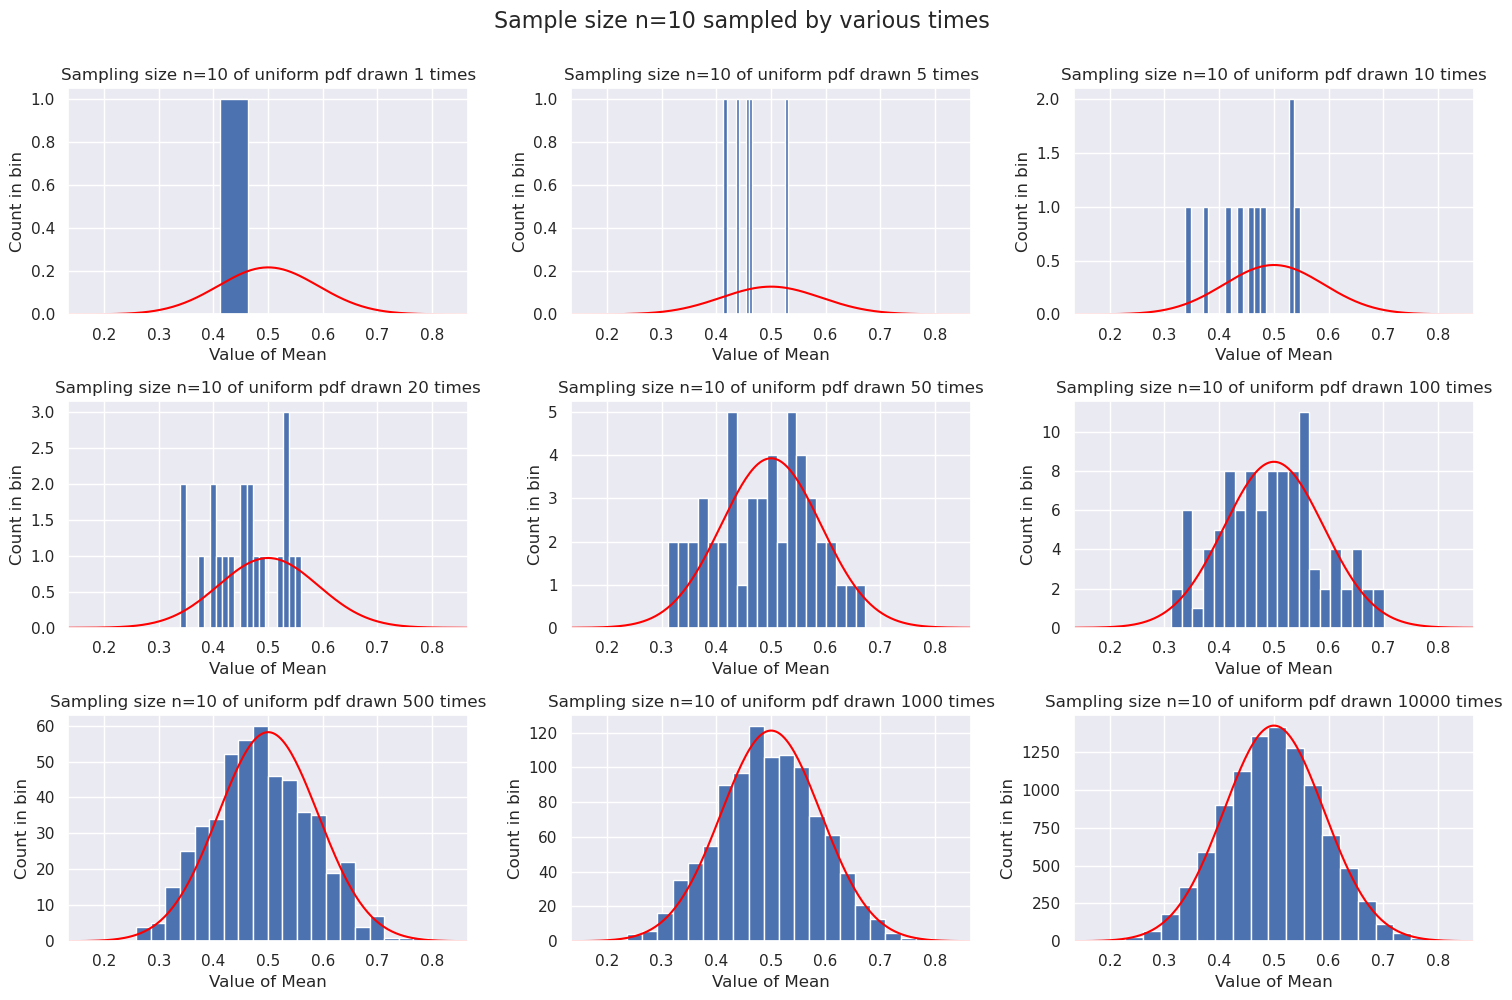 Sample size n=10 sampled by various times
Sampling size n=10 of uniform pdf drawn 1 times
Count in bin
1.0
0.8
0.6
0.4
0.2
0.0
0.2 0.3 0.4 0.5 0.6 0.7 0.8
Value of Mean
Sampling size n=10 of uniform pdf drawn 5 times
Count in bin
1.0
0.8
0.6
0.4
0.2
0.0
0.2 0.3 0.4 0.5 0.6 0.7 0.8
Value of Mean
Sampling size n=10 of uniform pdf drawn 10 times
Count in bin
2.0
1.5
1.0
0.5
0.0
0.2 0.3 0.4 0.5 0.6 0.7 0.8
Value of Mean
Sampling size n=10 of uniform pdf drawn 20 times
Count in bin
3.0
2.5
2.0
1.5
1.0
0.5
0.0
0.2 0.3 0.4 0.5 0.6 0.7 0.8
Value of Mean
Sampling size n=10 of uniform pdf drawn 50 times
Count in bin
5
4
3
2
1
0
0.2 0.3 0.4 0.5 0.6 0.7 0.8
Value of Mean
Sampling size n=10 of uniform pdf drawn 100 times
Count in bin
10
8
6
4
2
0
0.2 0.3 0.4 0.5 0.6 0.7 0.8
Value of Mean
Sampling size n=10 of uniform pdf drawn 500 times
Count in bin
60
50
40
30
20
10
0
0.2 0.3 0.4 0.5 0.6 0.7 0.8
Value of Mean
Sampling size n=10 of uniform pdf drawn 1000 times
Count in bin
120
100
80
60
40
20
0
0.2 0.3 0.4 0.5 0.6 0.7 0.8
Value of Mean
Sampling size n=10 of uniform pdf drawn 10000 times
Count in bin
1250
1000
750
500
250
0
0.2 0.3 0.4 0.5 0.6 0.7 0.8
Value of Mean